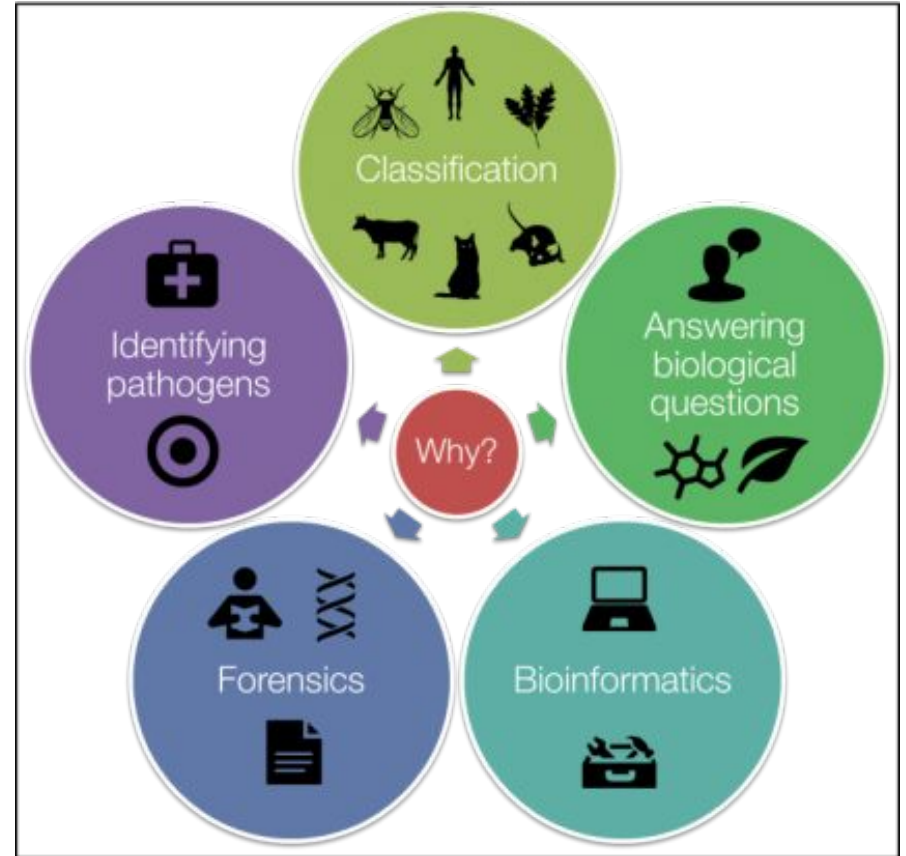 Classification
Identifying
pathogens
Answering
biological
questions
Why?
Forensics
Bioinformatics